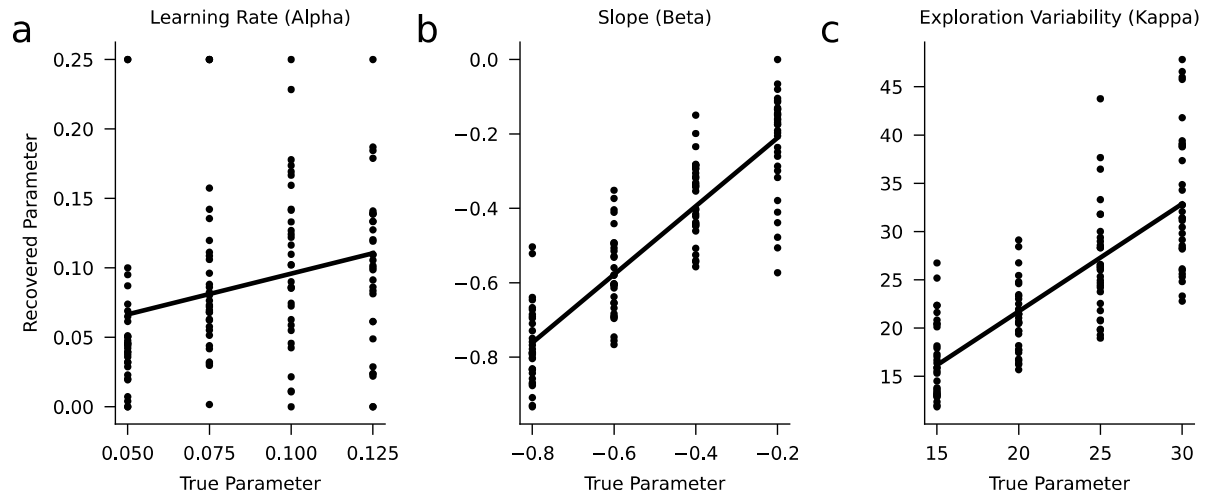 a
Learning Rate (Alpha)
Recovered Parameter
0.25
0.20
0.15
0.10
0.05
0.00
0.050 0.075 0.100 0.125
True Parameter
b
Slope (Beta)
0.0
−0.2
−0.4
−0.6
−0.8
−0.8 −0.6 −0.4 −0.2
True Parameter
c
Exploration Variability (Kappa)
45
40
35
30
25
20
15
15 20 25 30
True Parameter